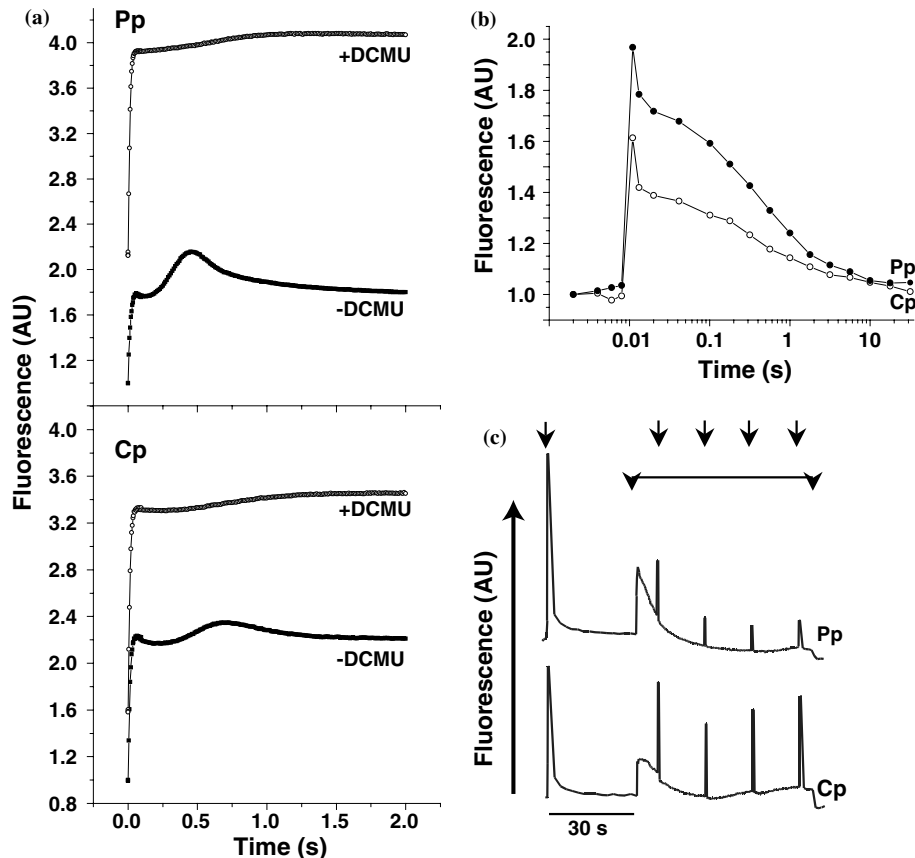 (a)
Pp
4.0
3.6
3.2
2.8
2.4
2.0
1.6
1.2
+DCMU
-DCMU
Cp
4.0
3.6
3.2
2.8
2.4
2.0
1.6
1.2
0.8
+DCMU
-DCMU
Fluorescence (AU)
0.0 0.5 1.0 1.5 2.0
Time (s)
(b)
2.0
1.8
1.6
1.4
1.2
1.0
Fluorescence (AU)
Pp
Cp
0.01 0.1 1 10
Time (s)
(c)
Fluorescence (AU)
Pp
Cp
30 s